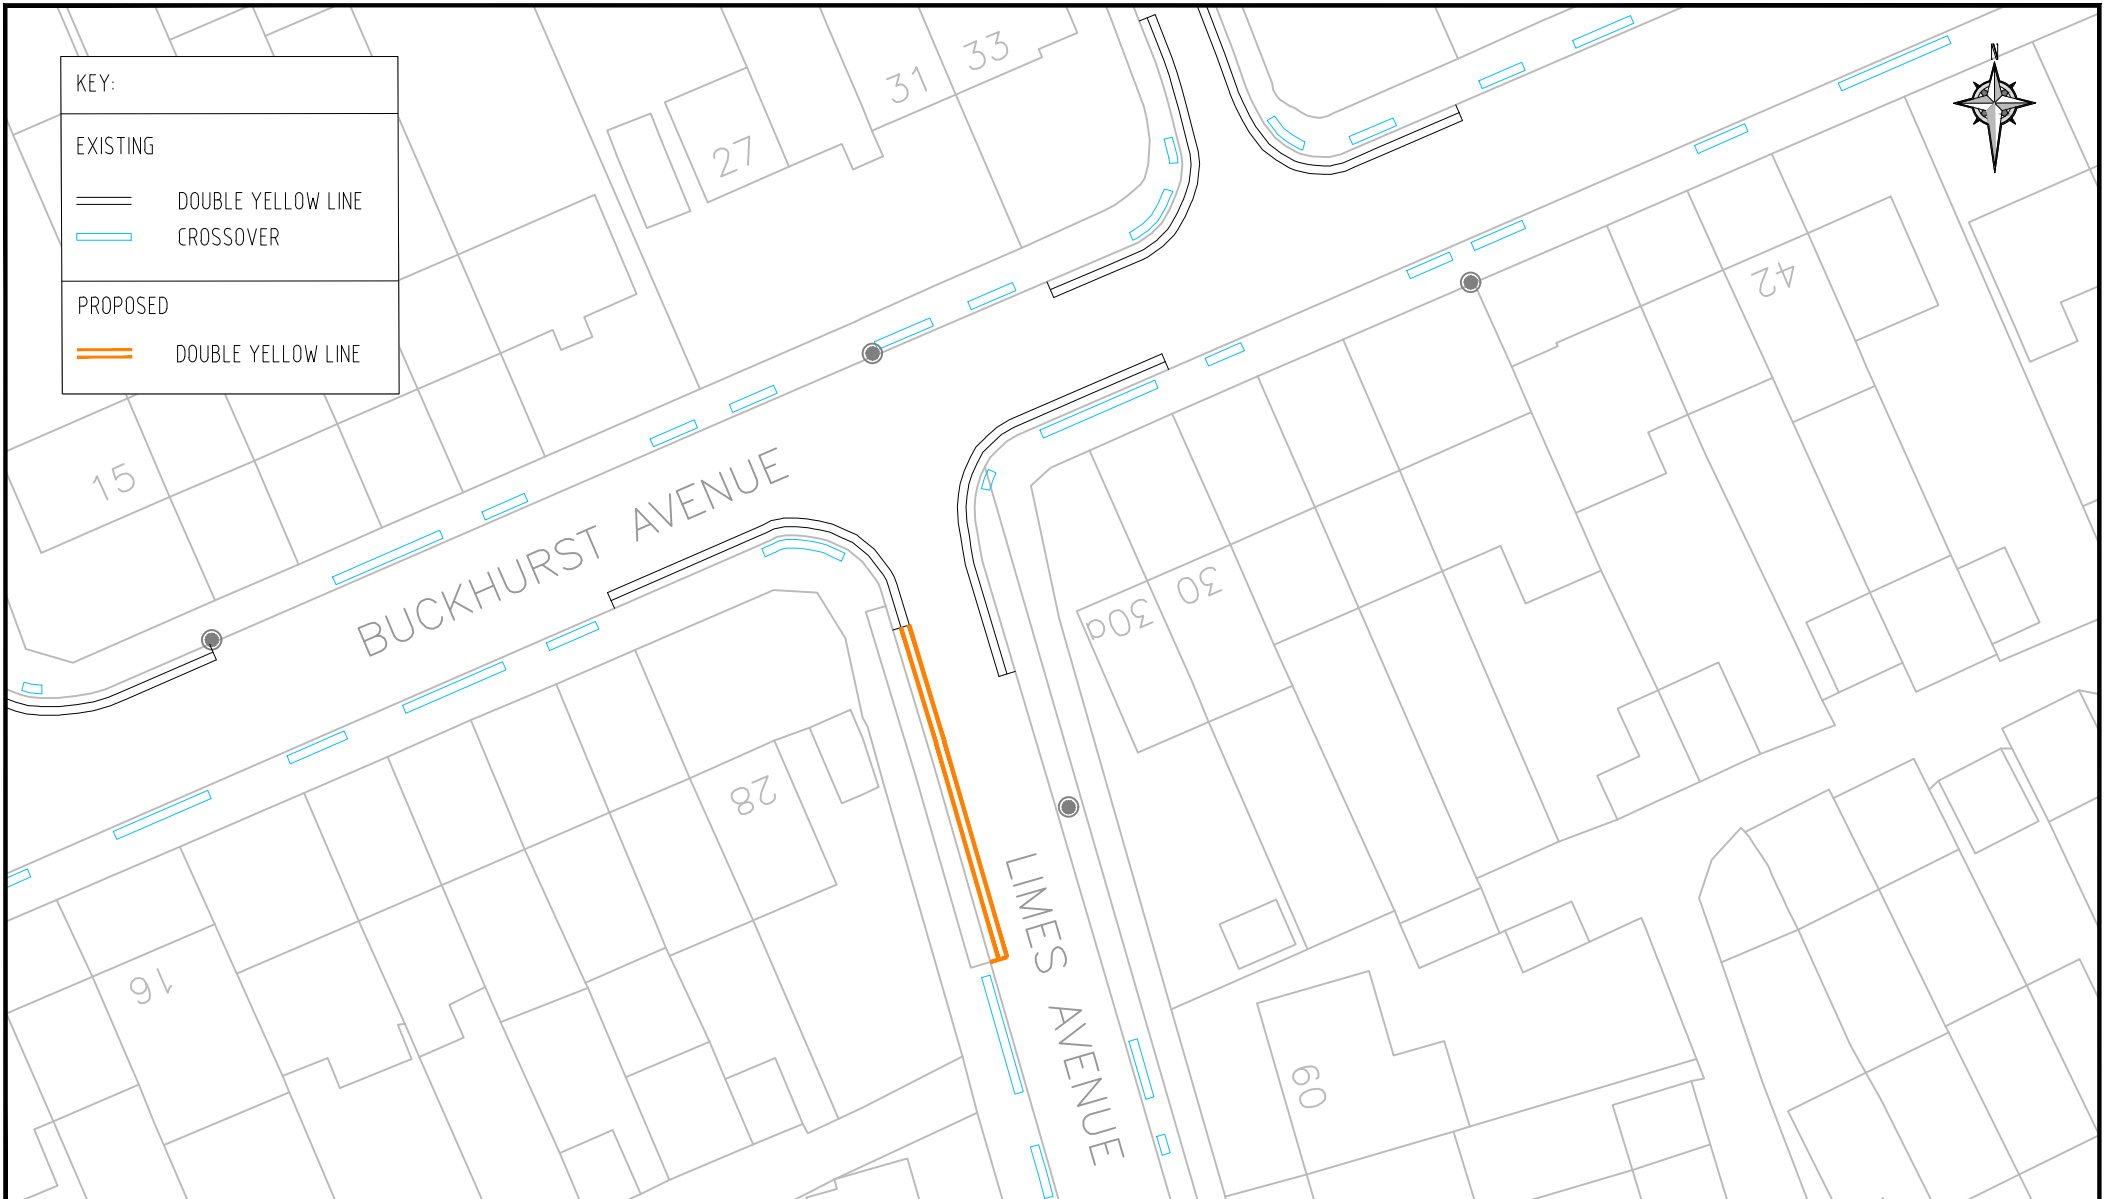 KEY:
EXISTING
DOUBLE YELLOW LINE
CROSSOVER
PROPOSED
DOUBLE YELLOW LINE
N
33
31
27
42
15
BUCKHURST AVENUE
30
30a
28
LIMES AVENUE
16
60